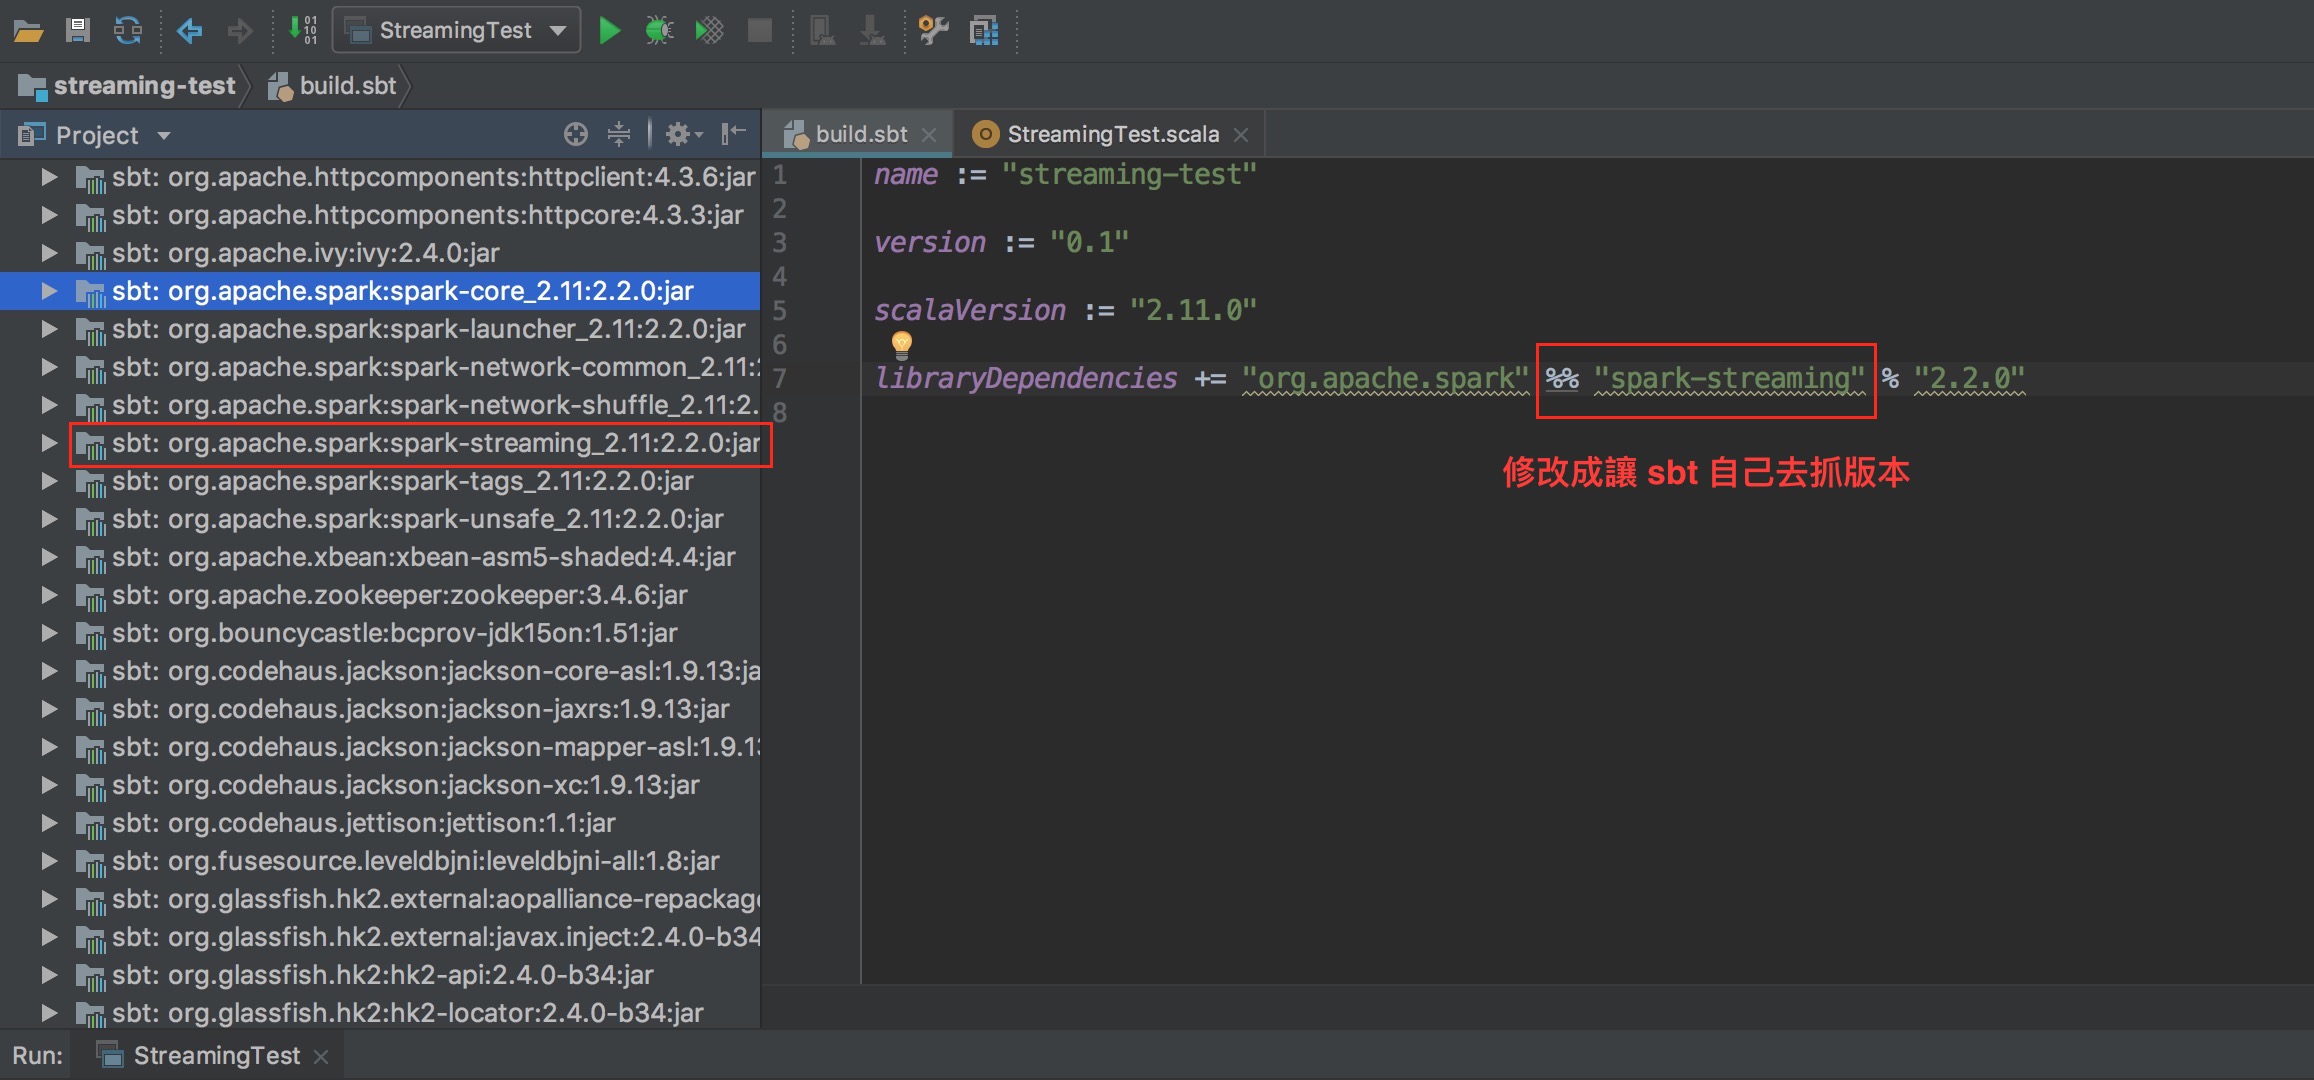 StreamingTest
streaming-test
build.sbt
Project
build.sbt
StreamingTest.scala
sbt: org.apache.httpcomponents:httpclient:4.3.6:jar
sbt: org.apache.httpcomponents:httpcore:4.3.3:jar
sbt: org.apache.ivy:ivy:2.4.0:jar
sbt: org.apache.spark:spark-core_2.11:2.2.0:jar
sbt: org.apache.spark:spark-launcher_2.11:2.2.0:jar
sbt: org.apache.spark:spark-network-common_2.11:
sbt: org.apache.spark:spark-network-shuffle_2.11:2.
sbt: org.apache.spark:spark-streaming_2.11:2.2.0:jar
sbt: org.apache.spark:spark-tags_2.11:2.2.0:jar
sbt: org.apache.spark:spark-unsafe_2.11:2.2.0:jar
sbt: org.apache.xbean:xbean-asm5-shaded:4.4:jar
sbt: org.apache.zookeeper:zookeeper:3.4.6:jar
sbt: org.bouncycastle:bcprov-jdk15on:1.51:jar
sbt: org.codehaus.jackson:jackson-core-asl:1.9.13:ja
sbt: org.codehaus.jackson:jackson-jaxrs:1.9.13:jar
sbt: org.codehaus.jackson:jackson-mapper-asl:1.9.13
sbt: org.codehaus.jackson:jackson-xc:1.9.13:jar
sbt: org.codehaus.jettison:jettison:1.1:jar
sbt: org.fusesource.leveldbjni:leveldbjni-all:1.8:jar
sbt: org.glassfish.hk2.external:aopalliance-repackage
sbt: org.glassfish.hk2.external:javax.inject:2.4.0-b34
sbt: org.glassfish.hk2:hk2-api:2.4.0-b34:jar
sbt: org.glassfish.hk2:hk2-locator:2.4.0-b34:jar
1 name := "streaming-test"
2
3 version := "0.1"
4
5 scalaVersion := "2.11.0"
6
7 libraryDependencies += "org.apache.spark" %% "spark-streaming" % "2.2.0"
8
修改成讓 sbt 自己去抓版本
Run:
StreamingTest